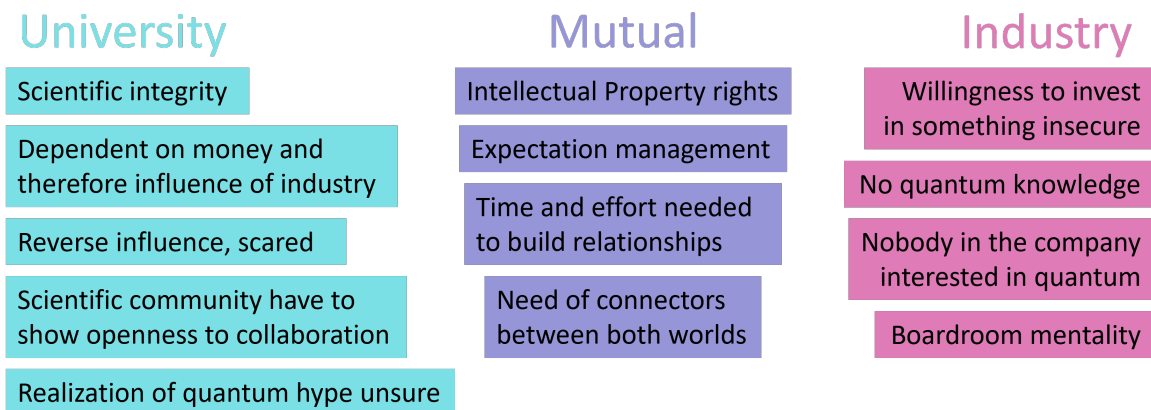 University
Scientific integrity
Dependent on money and
therefore influence of industry
Reverse influence, scared
Scientific community have to
show openness to collaboration
Realization of quantum hype unsure
Mutual
Intellectual Property rights
Expectation management
Time and effort needed
to build relationships
Need of connectors
between both worlds
Industry
Willingness to invest
in something insecure
No quantum knowledge
Nobody in the company
interested in quantum
Boardroom mentality